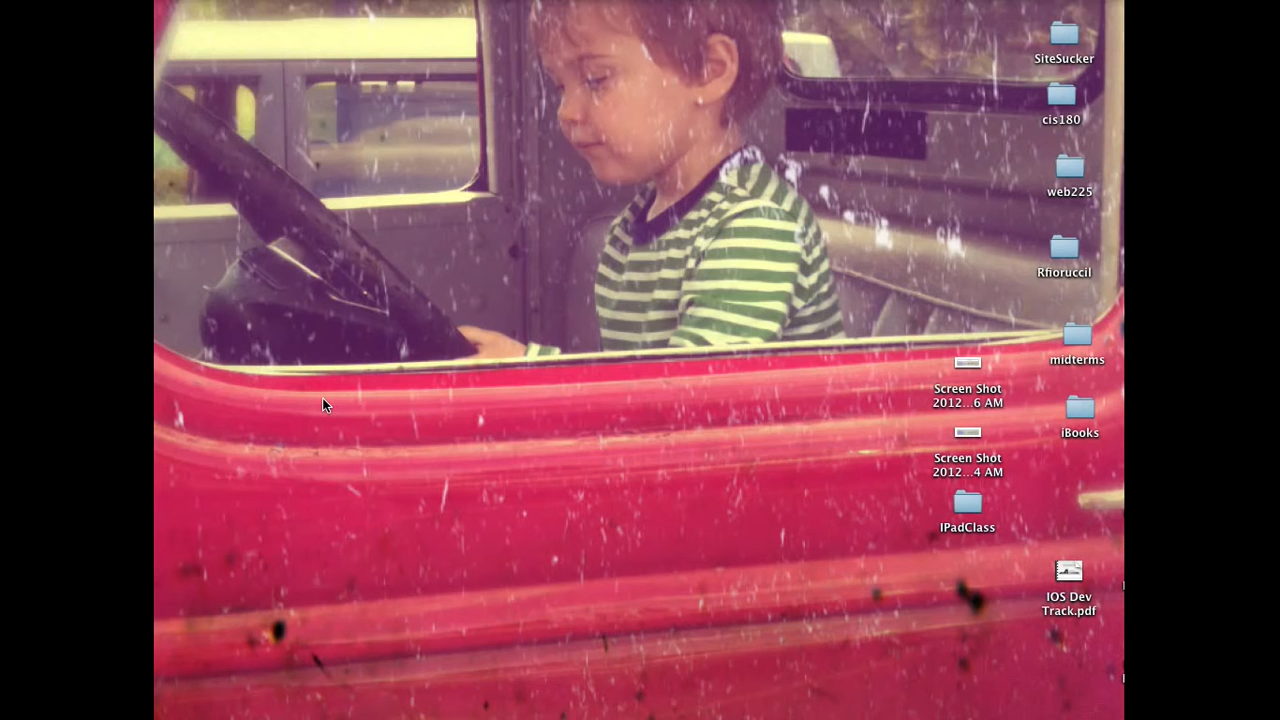 SiteSucker
cis180
web225
Rfioruccil
midterms
Screen Shot
2012...6 AM
iBooks
Screen Shot
2012...4 AM
IPadClass
IOS Dev
Track.pdf